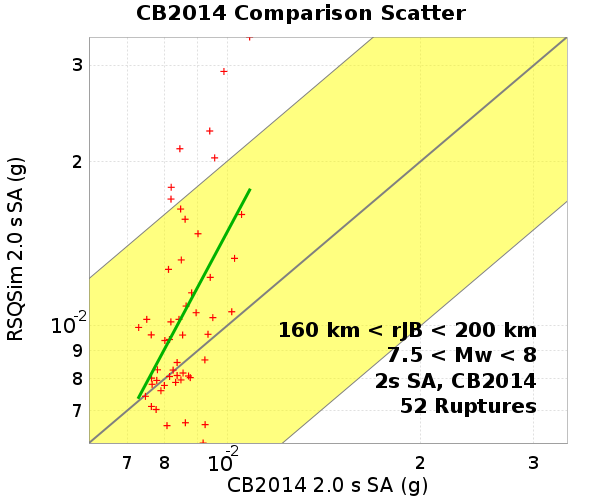 CB2014 Comparison Scatter
RSQSim 2.0 s SA (g)
3
2
10-2
9
8
7
160 km < rJB < 200 km
7.5 < Mw < 8
2s SA, CB2014
52 Ruptures
7 8 10-2 2 3
CB2014 2.0 s SA (g)